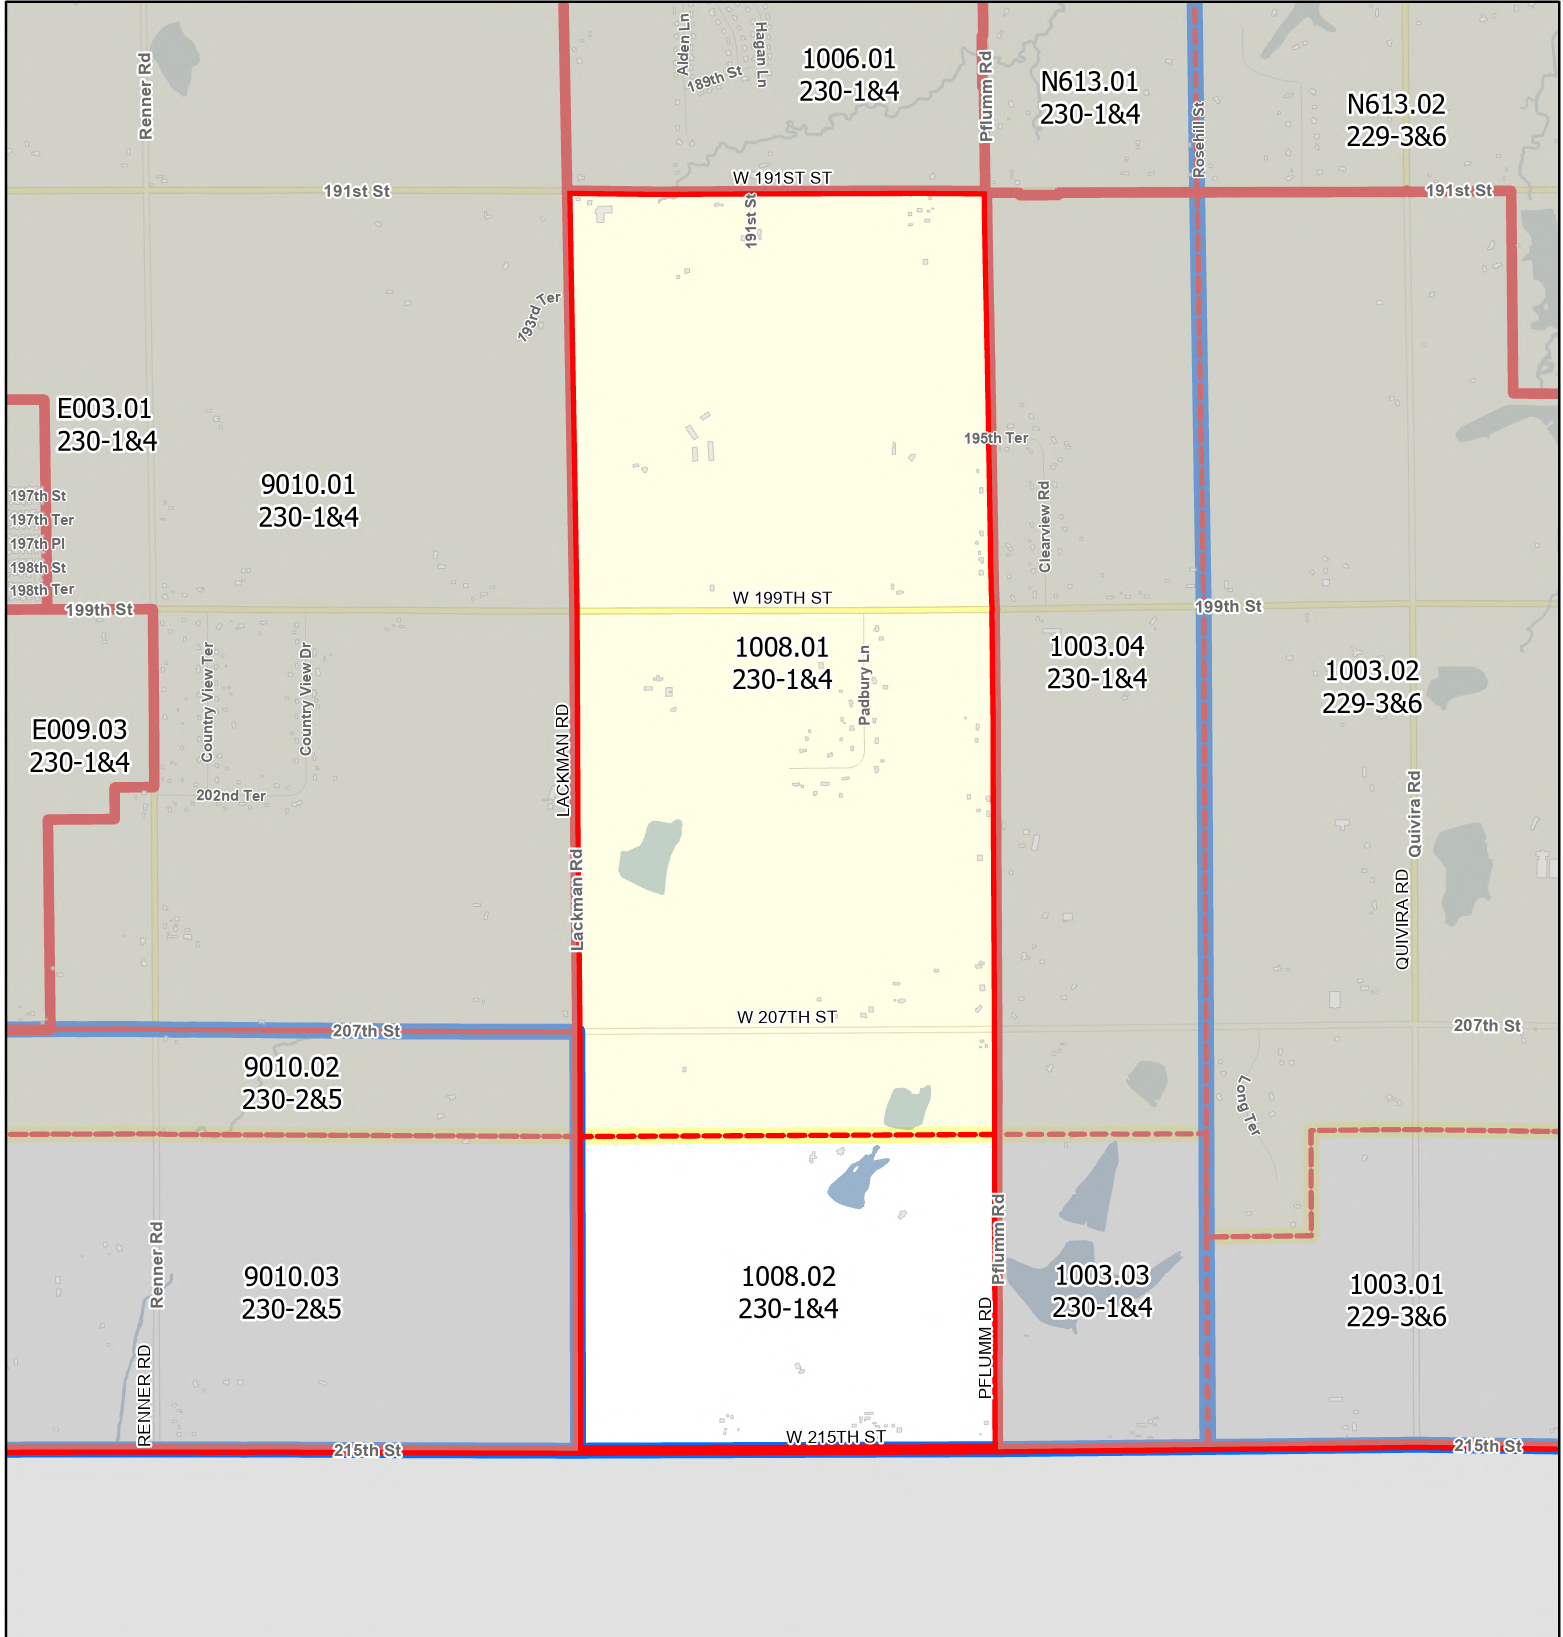 Renner Rd
Alden Ln
Hagan Ln
189th St
1006.01
230-1&4
Pflumm Rd
N613.01
230-1&4
Rosehill St
N613.02
229-3&6
191st St
W 191ST ST
191st St
191st St
193rd Ter
E003.01
230-1&4
9010.01
230-1&4
197th St
197th Ter
197th Pl
198th St
198th Ter
199th St
195th Ter
Clearview Rd
W 199TH ST
199th St
Country View Ter
Country View Dr
202nd Ter
E009.03
230-1&4
LACKMAN RD
Lackman Rd
1008.01
230-1&4
Padbury Ln
1003.04
230-1&4
1003.02
229-3&6
Quivira Rd
QUIVIRA RD
207th St
W 207TH ST
207th St
9010.02
230-2&5
Long Ter
Renner Rd
RENNER RD
9010.03
230-2&5
1008.02
230-1&4
Pflumm Rd
PFLUMM RD
1003.03
230-1&4
1003.01
229-3&6
215th St
W 215TH ST
215th St